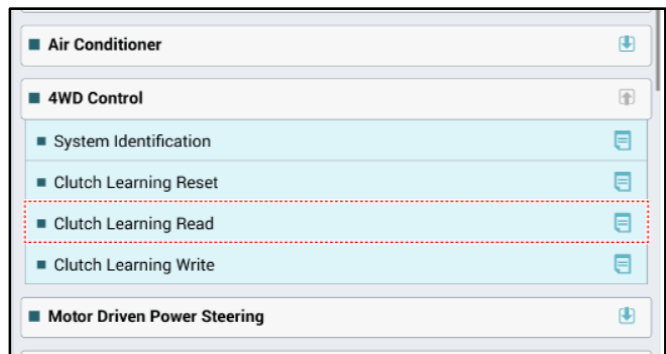 Air Conditioner
4WD Control
System Identification
Clutch Learning Reset
Clutch Learning Read
Clutch Learning Write
Motor Driven Power Steering